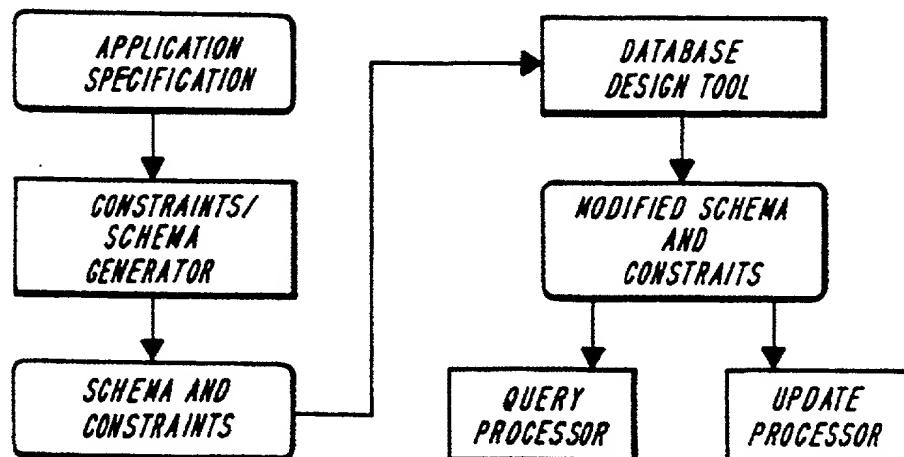 APPLICATION
SPECIFICATION
CONSTRAINTS/
SCHEMA
GENERATOR
SCHEMA AND
CONSTRAINTS
DATABASE
DESIGN TOOL
MODIFIED SCHEMA
AND
CONSTRAITS
QUERY
PROCESSOR
UPDATE
PROCESSOR